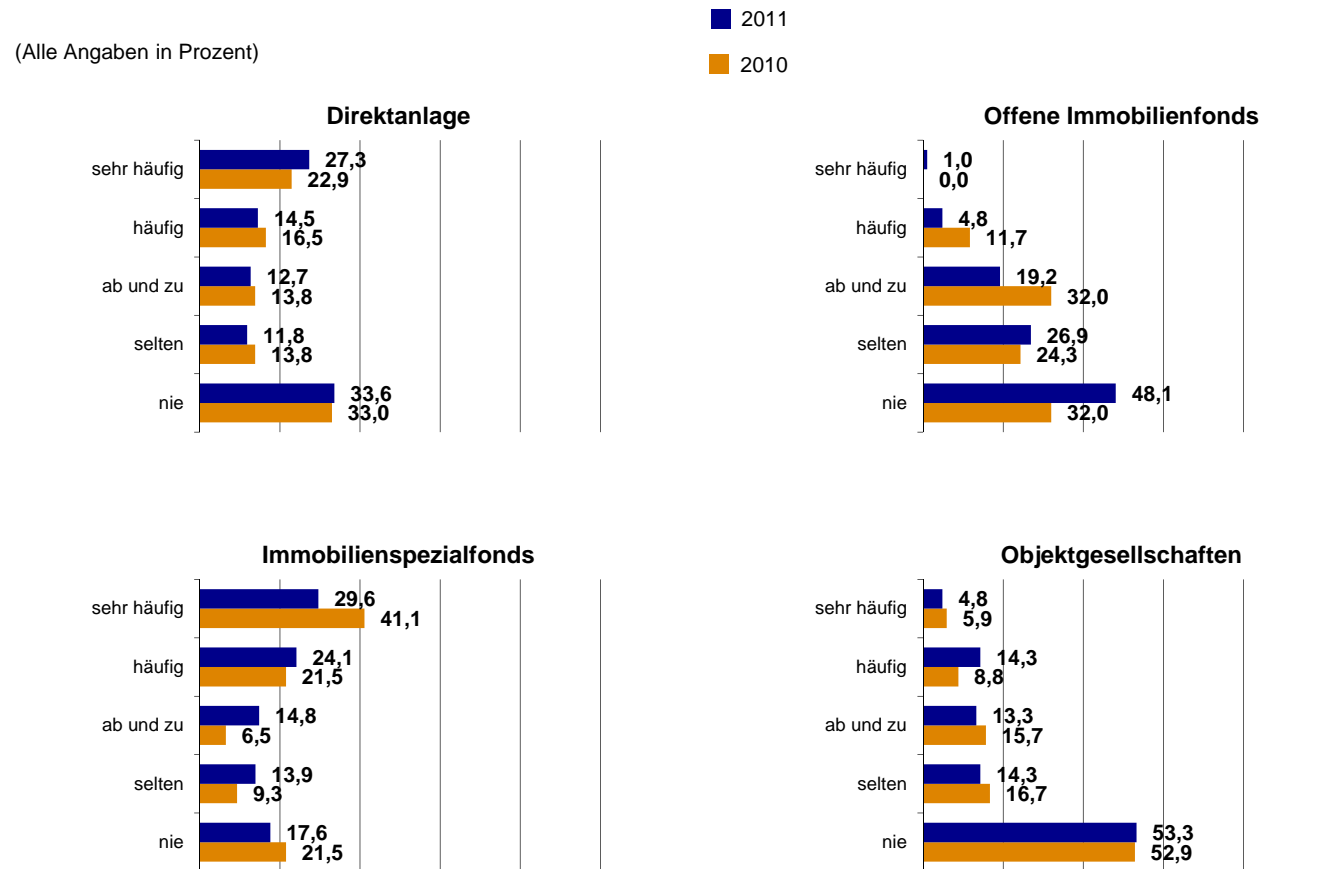 2011
(Alle Angaben in Prozent)
2010
Direktanlage
sehr häufig 27,3
22,9
häufig 14,5
16,5
ab und zu 12,7
13,8
selten 11,8
13,8
nie 33,6
33,0
Offene Immobilienfonds
sehr häufig 1,0
0,0
häufig 4,8
11,7
ab und zu 19,2
32,0
selten 26,9
24,3
nie 48,1
32,0
Immobilienspezialfonds
sehr häufig 29,6
41,1
häufig 24,1
21,5
ab und zu 14,8
6,5
selten 13,9
9,3
nie 17,6
21,5
Objektgesellschaften
sehr häufig 4,8
5,9
häufig 14,3
8,8
ab und zu 13,3
15,7
selten 14,3
16,7
nie 53,3
52,9